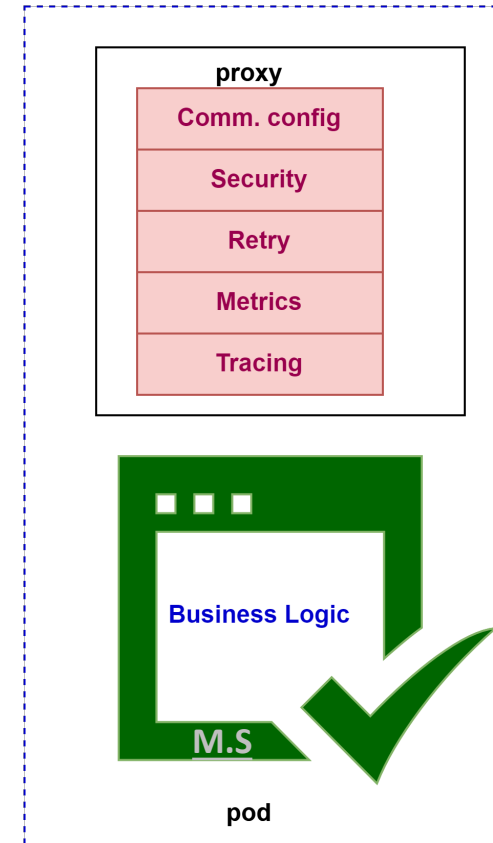 proxy
Comm. config
Security
Retry
Metrics
Tracing
Business Logic
M.S
pod